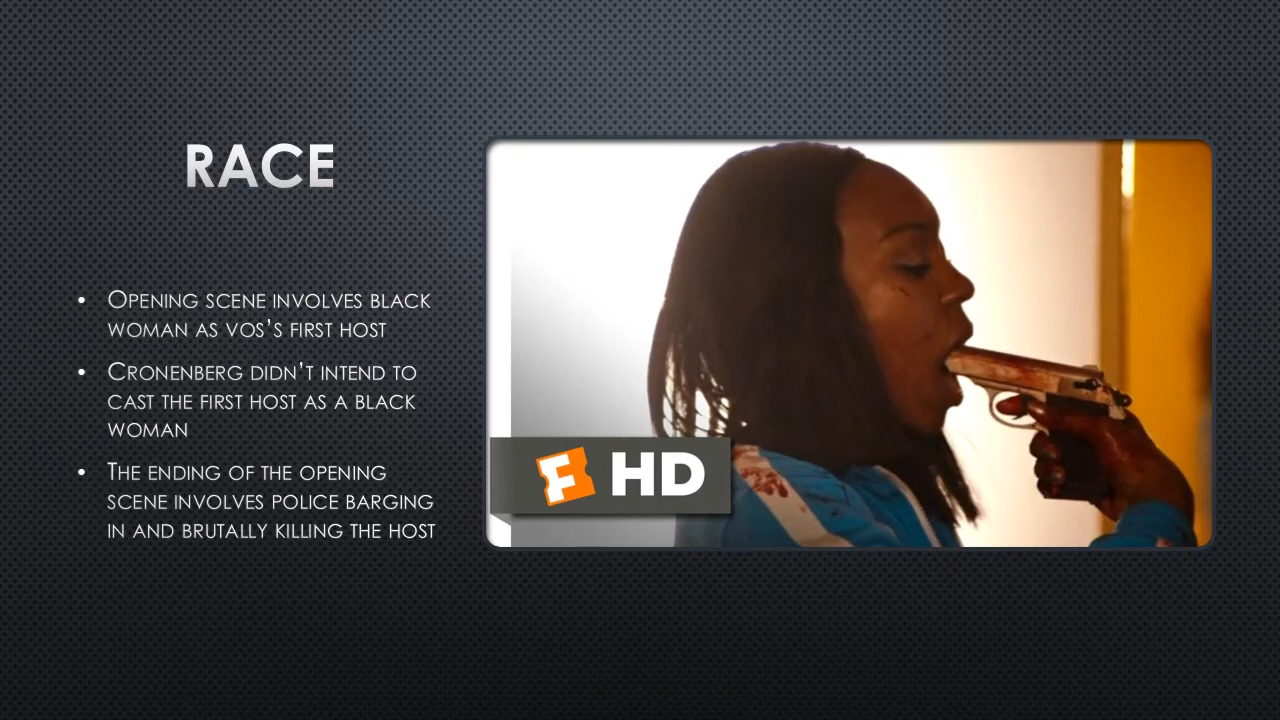 RACE
• Opening scene involves black
woman as vos's first host
• Cronenberg didn't intend to
cast the first host as a black
woman
• The ending of the opening
scene involves police barging
in and brutally killing the host
F HD